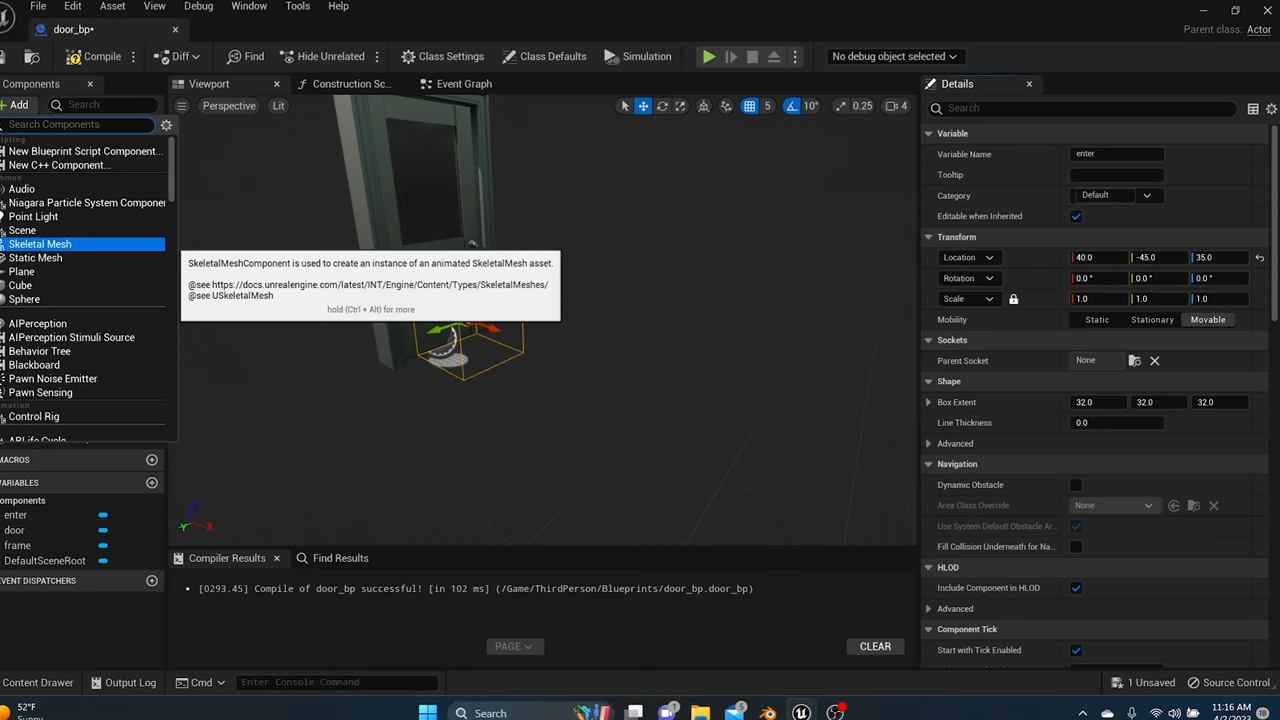 File Edit Asset View Debug Window Tools Help
door_bp*
Parent class: Actor
Compile Diff Find Hide Unrelated Class Settings Class Defaults Simulation No debug object selected
Components Viewport Construction Sc... Event Graph Details
Add Search Perspective Lit 5 10° 0.25 4 Search
Search Components
Variable
New Blueprint Script Component...
Variable Name enter
New C++ Component...
Tooltip
Audio
Category Default
Niagara Particle System Componen
Point Light
Editable when Inherited
Scene
Transform
Skeletal Mesh
Static Mesh
Location 40.0 -45.0 35.0
Plane
Rotation 0.0 ° 0.0 ° 0.0 °
Cube
Sphere
Scale 1.0 1.0 1.0
SkeletalMeshComponent is used to create an instance of an animated SkeletalMesh asset.
@see https://docs.unrealengine.com/latest/INT/Engine/Content/Types/SkeletalMeshes/
@see USkeletalMesh
hold (Ctrl + Alt) for more
Mobility Static Stationary Movable
AIPerception
AIPerception Stimuli Source
Sockets
Behavior Tree
Parent Socket None
Blackboard
Pawn Noise Emitter
Shape
Pawn Sensing
Box Extent 32.0 32.0 32.0
Control Rig
Line Thickness 0.0
Advanced
MACROS
Navigation
VARIABLES
Dynamic Obstacle
omponents
Area Class Override None
enter
Use System Default Obstacle Ar...
door
frame
Fill Collision Underneath for Na...
DefaultSceneRoot
Compiler Results Find Results
HLOD
EVENT DISPATCHERS
Include Component in HLOD
[0293.45] Compile of door_bp successful! [in 102 ms] (/Game/ThirdPerson/Blueprints/door_bp.door_bp)
Advanced
Component Tick
PAGE CLEAR
Start with Tick Enabled
Content Drawer Output Log Cmd Enter Console Command 1 Unsaved Source Control
52°F
Sunny
Search
11:16 AM
4/2/2023
18